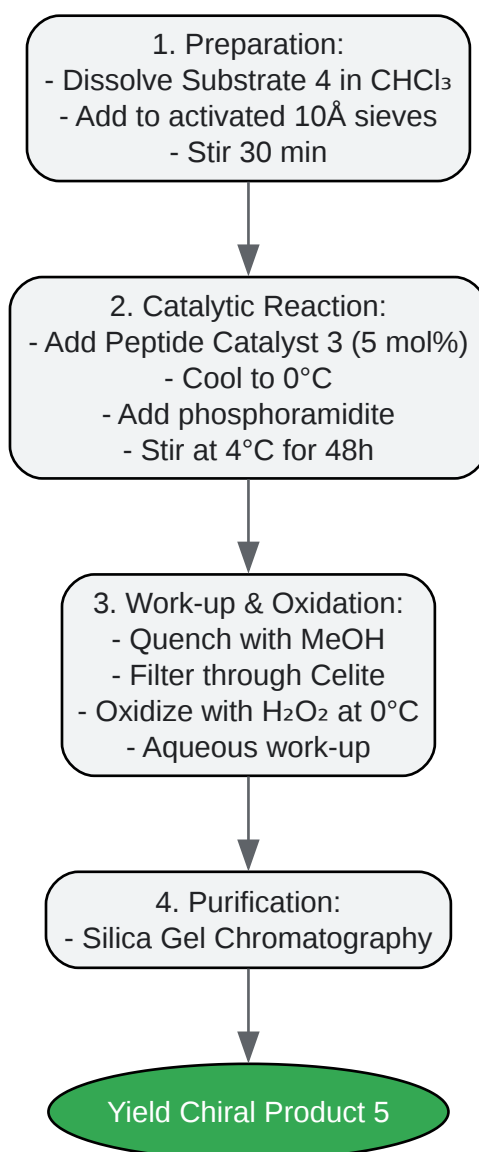 1. Preparation:
- Dissolve Substrate 4 in CHCl₃
- Add to activated 10Å sieves
- Stir 30 min
2. Catalytic Reaction:
- Add Peptide Catalyst 3 (5 mol%)
- Cool to 0°C
- Add phosphoramidite
- Stir at 4°C for 48h
3. Work-up & Oxidation:
- Quench with MeOH
- Filter through Celite
- Oxidize with H₂O₂ at 0°C
- Aqueous work-up
4. Purification:
- Silica Gel Chromatography
Yield Chiral Product 5